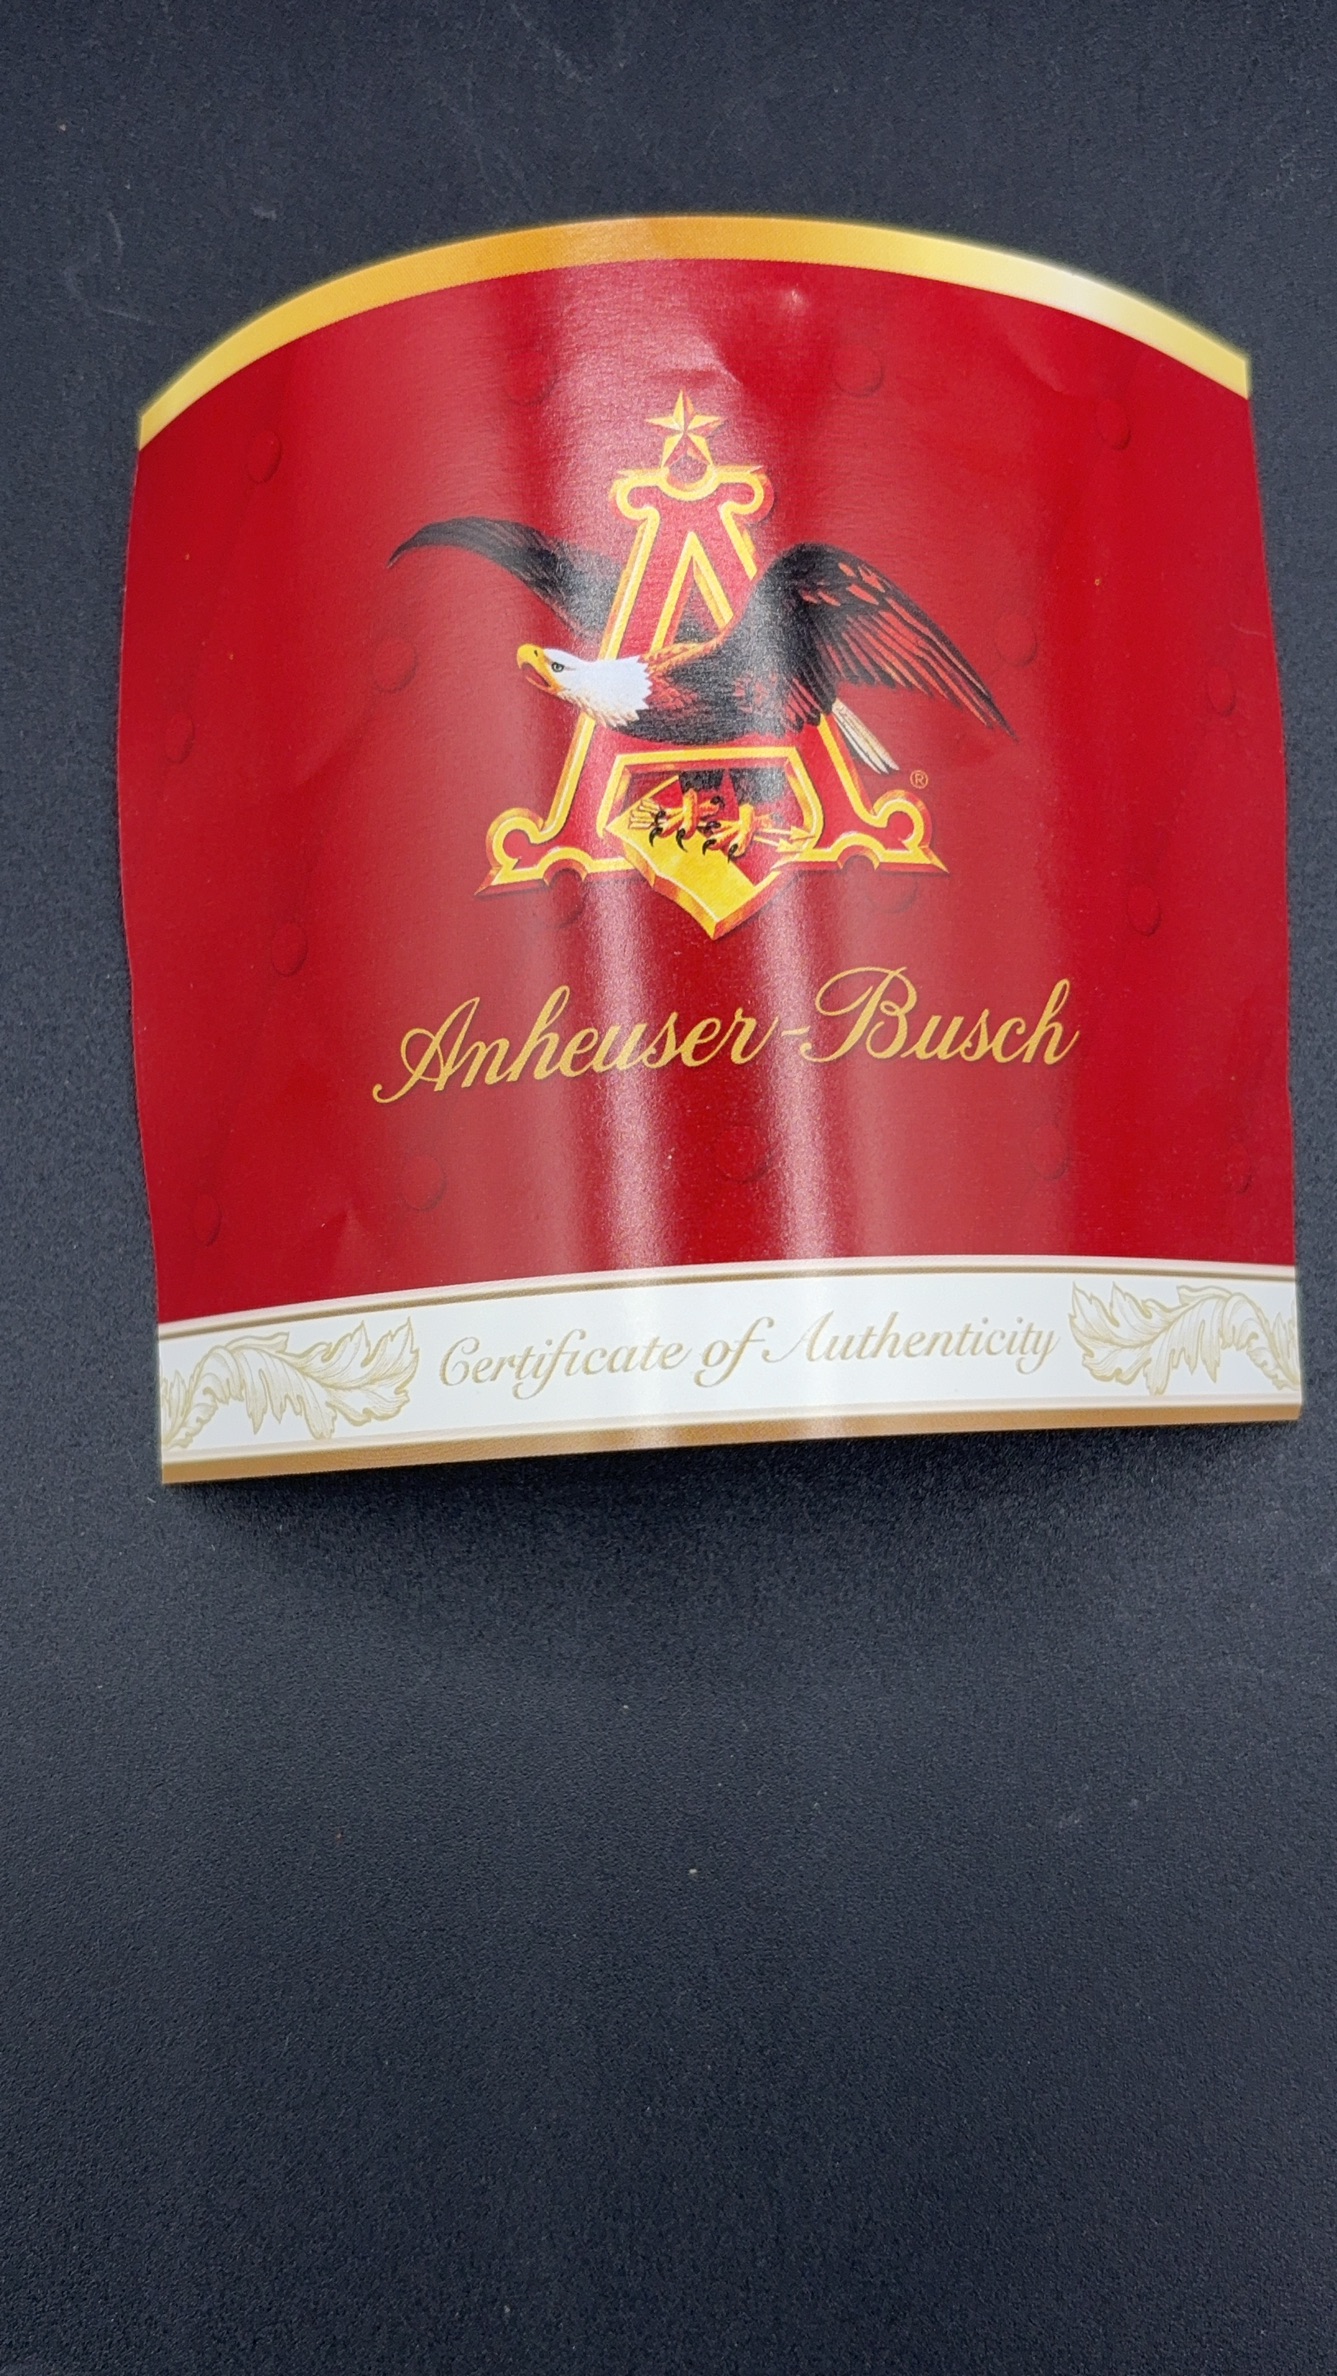 ®
Anheuser-Busch
Certificate of Authenticity